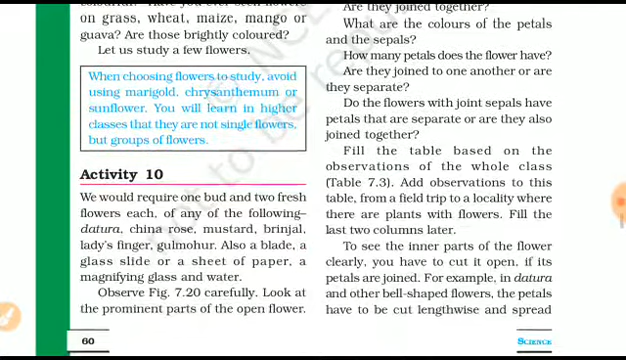 on grass, wheat, maize, mango or
guava? Are those brightly coloured?
Let us study a few flowers.
When choosing flowers to study, avoid
using marigold, chrysanthemum or
sunflower. You will learn in higher
classes that they are not single flowers,
but groups of flowers.
Activity 10
We would require one bud and two fresh
flowers each, of any of the following–
datura, china rose, mustard, brinjal,
lady's finger, gulmohur. Also a blade, a
glass slide or a sheet of paper, a
magnifying glass and water.
Observe Fig. 7.20 carefully. Look at
the prominent parts of the open flower.
60
Are they joined together?
What are the colours of the petals
and the sepals?
How many petals does the flower have?
Are they joined to one another or are
they separate?
Do the flowers with joint sepals have
petals that are separate or are they also
joined together?
Fill the table based on the
observations of the whole class
(Table 7.3). Add observations to this
table, from a field trip to a locality where
there are plants with flowers. Fill the
last two columns later.
To see the inner parts of the flower
clearly, you have to cut it open, if its
petals are joined. For example, in datura
and other bell-shaped flowers, the petals
have to be cut lengthwise and spread
SCIENCE